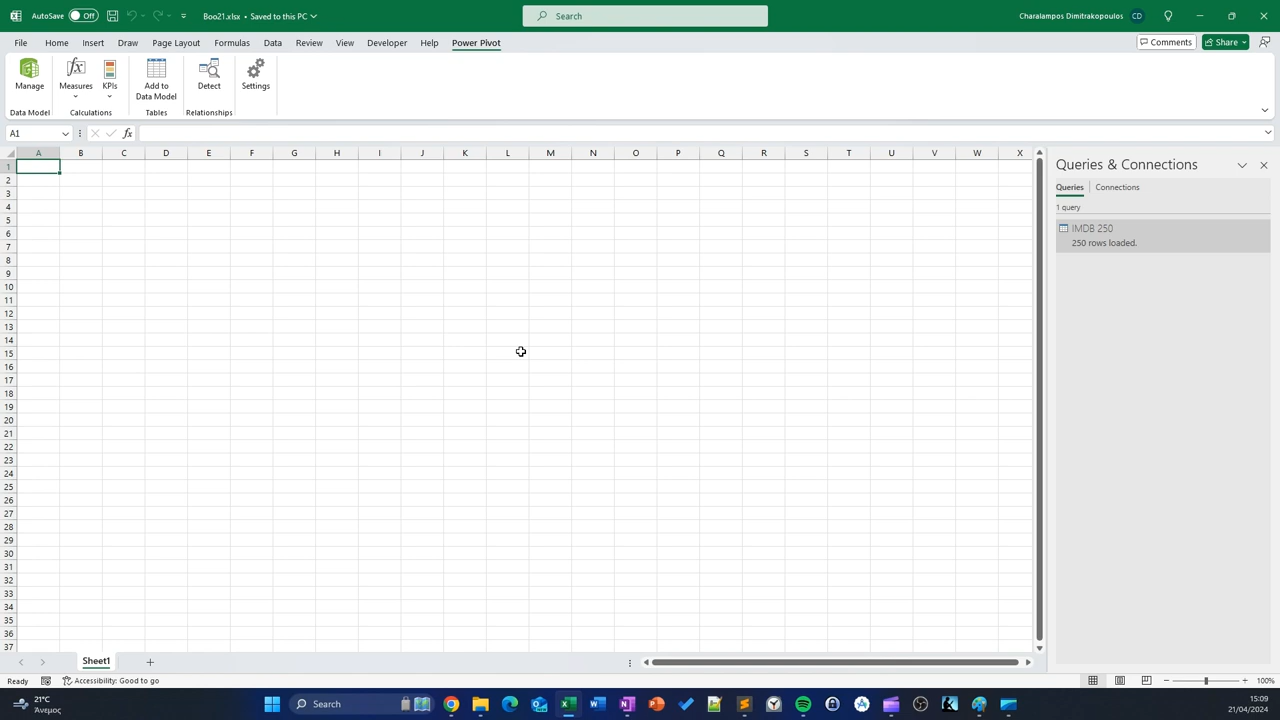 AutoSave Off Boo21.xlsx • Saved to this PC Search Charalampos Dimitrakopoulos CD
File Home Insert Draw Page Layout Formulas Data Review View Developer Help Power Pivot Comments Share
Manage Measures KPIs Add to Data Model Detect Settings
Data Model Calculations Tables Relationships
A1 fx
A B C D E F G H I J K L M N O P Q R S T U V W X
1
2
3
4
5
6
7
8
9
10
11
12
13
14
15
16
17
18
19
20
21
22
23
24
25
26
27
28
29
30
31
32
33
34
35
36
37
Queries & Connections
Queries Connections
1 query
IMDB 250
250 rows loaded.
Sheet1
Ready Accessibility: Good to go 100%
21°C
Άνεμος
Search
15:09
21/04/2024